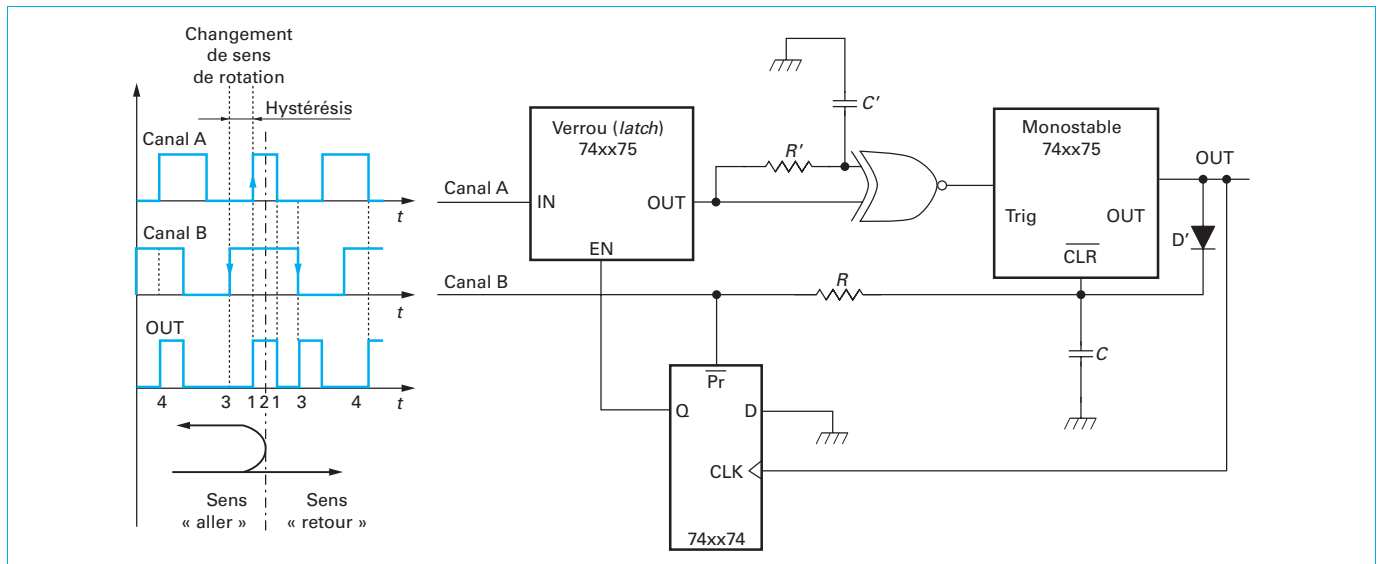 Changement
de sens
de rotation
Hystérésis
Canal A
t
Canal B
t
OUT
4 3 1 2 1 3 4 t
Sens
« aller »
Sens
« retour »
C'
Verrou (latch)
74xx75
R'
Canal A
IN
OUT
EN
Monostable
74xx75
OUT
Trig
OUT
CLR
D'
Canal B
R
C
Pr
Q
D
CLK
74xx74